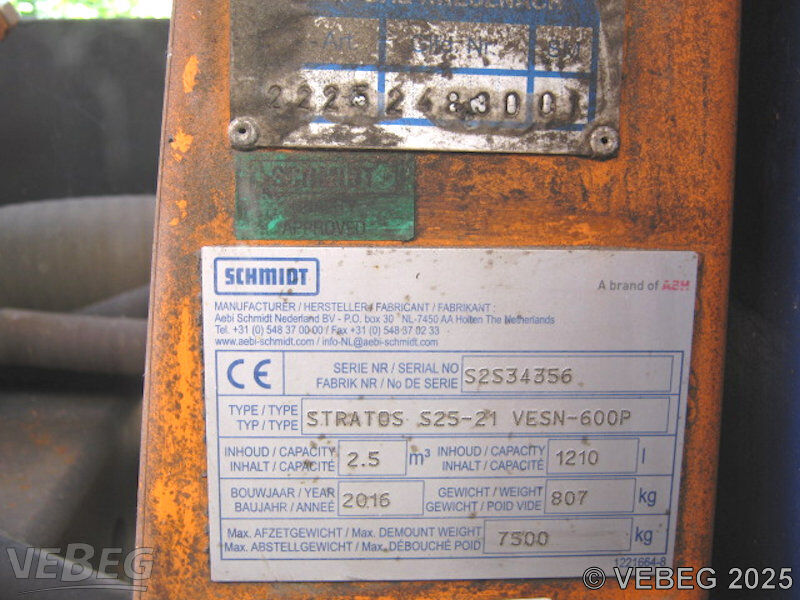 -Art
BM
2225 2483001
SCHMIDT
APPROVED
SCHMIDT
A brand of ASH
MANUFACTURER / HERSTELLER / FABRICANT / FABRIKANT :
Aebi Schmidt Nederland BV - P.O. box 30 NL-7450 AA Holten The Netherlands
Tel. +31 (0) 548 37 00 00 / Fax +31 (0) 548 37 02 33
www.aebi-schmidt.com / info-NL@aebi-schmidt.com
CE
SERIE NR / SERIAL NO
FABRIK NR / No DE SERIE
S2S34356
TYPE / TYPE
TYP / TYPE
STRATOS S25-21 VESN-600P
INHOUD / CAPACITY
INHALT / CAPACITÉ
2.5 m³
INHOUD / CAPACITY
INHALT / CAPACITÉ
1210 l
BOUWJAAR / YEAR
BAUJAHR / ANNEÉ
2016
GEWICHT / WEIGHT
GEWICHT / POID VIDE
807 kg
Max. AFZETGEWICHT / Max. DEMOUNT WEIGHT
Max. ABSTELLGEWICHT / Max. DÉBOUCHÉ POID
7500 kg
1221664-8
VEBEG
© VEBEG 2025